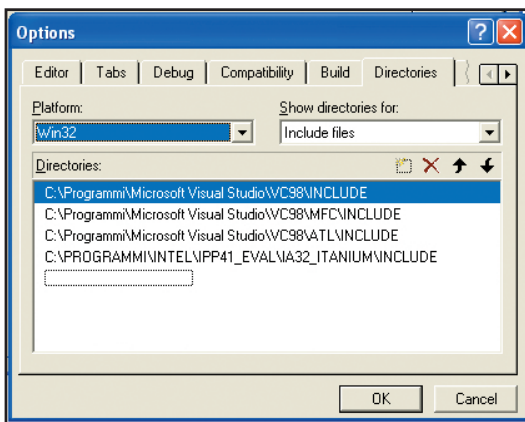 Options
Editor Tabs Debug Compatibility Build Directories
Platform: Show directories for:
Win32 Include files
Directories:
C:\Programmi\Microsoft Visual Studio\VC98\INCLUDE
C:\Programmi\Microsoft Visual Studio\VC98\MFC\INCLUDE
C:\Programmi\Microsoft Visual Studio\VC98\ATL\INCLUDE
C:\PROGRAMMI\INTEL\IPP41_EVAL\IA32_ITANIUM\INCLUDE
OK Cancel